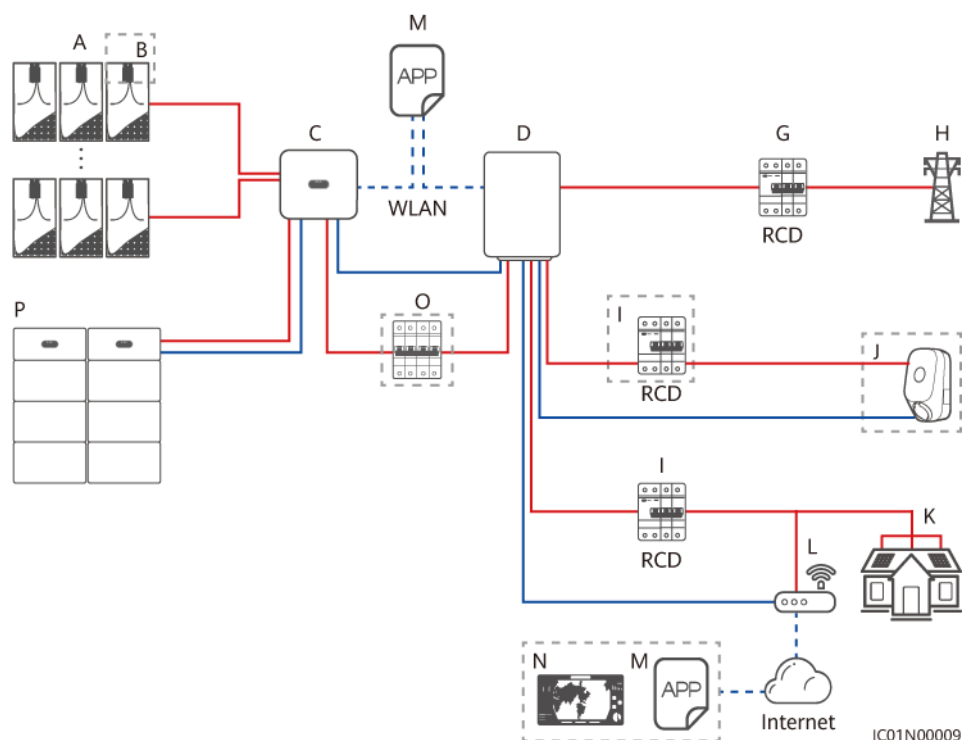 M
A
B
APP
C
D
G
H
WLAN
RCD
P
O
I
J
RCD
I
K
L
RCD
N
M
APP
Internet
IC01N00009